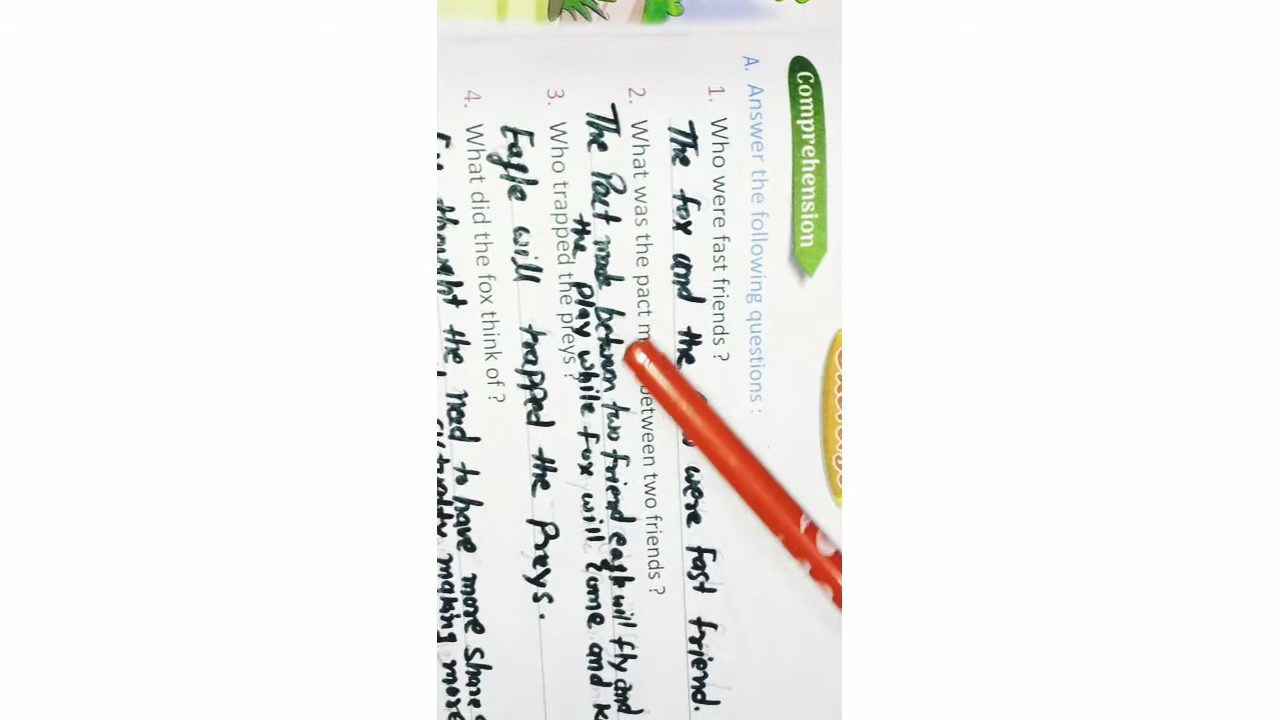 Exercise
Comprehension
A. Answer the following questions :
1. Who were fast friends ?
The fox and the were fast friend.
2. What was the pact between two friends ?
The Pact made between two friend eagle will fly and
the play while fox will come and
3. Who trapped the preys ?
Eagle will trapped the Preys.
4. What did the fox think of ?
thought the need to have more share
making more